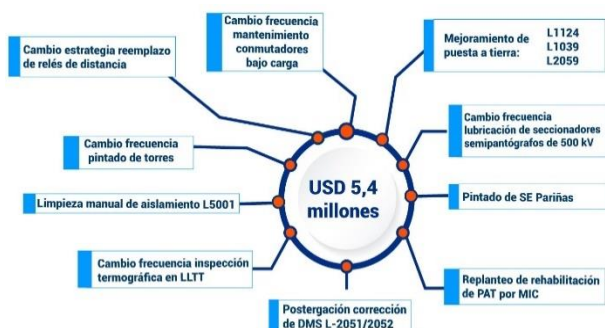 Cambio frecuencia
mantenimiento
conmutadores
bajo carga
Mejoramiento de
puesta a tierra:
L1124
L1039
L2059
Cambio estrategia reemplazo
de relés de distancia
Cambio frecuencia
lubricación de seccionadores
semipantógrafos de 500 kV
Cambio frecuencia
pintado de torres
USD 5,4
millones
Pintado de SE Pariñas
Limpieza manual de aislamiento L5001
Cambio frecuencia inspección
termográfica en LLTT
Replanteo de rehabilitación
de PAT por MIC
Postergación corrección
de DMS L-2051/2052